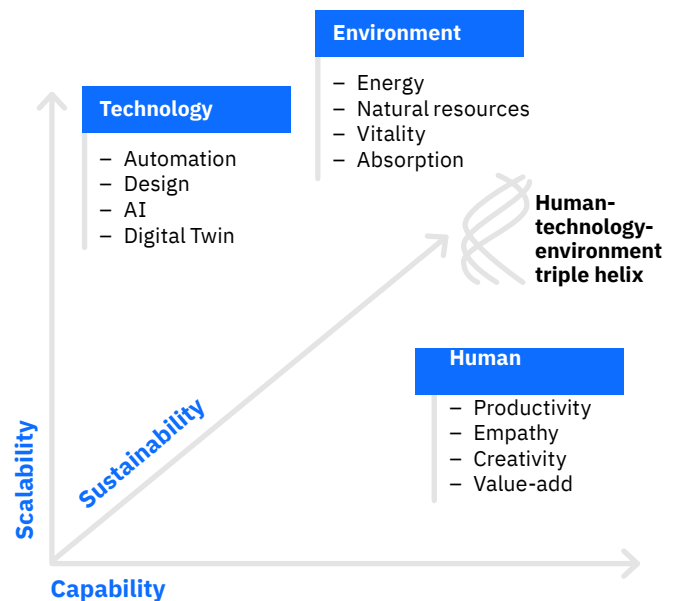 Environment
– Energy
– Natural resources
– Vitality
– Absorption
Technology
– Automation
– Design
– AI
– Digital Twin
Human-
technology-
environment
triple helix
Human
– Productivity
– Empathy
– Creativity
– Value-add
Sustainability
Scalability
Capability